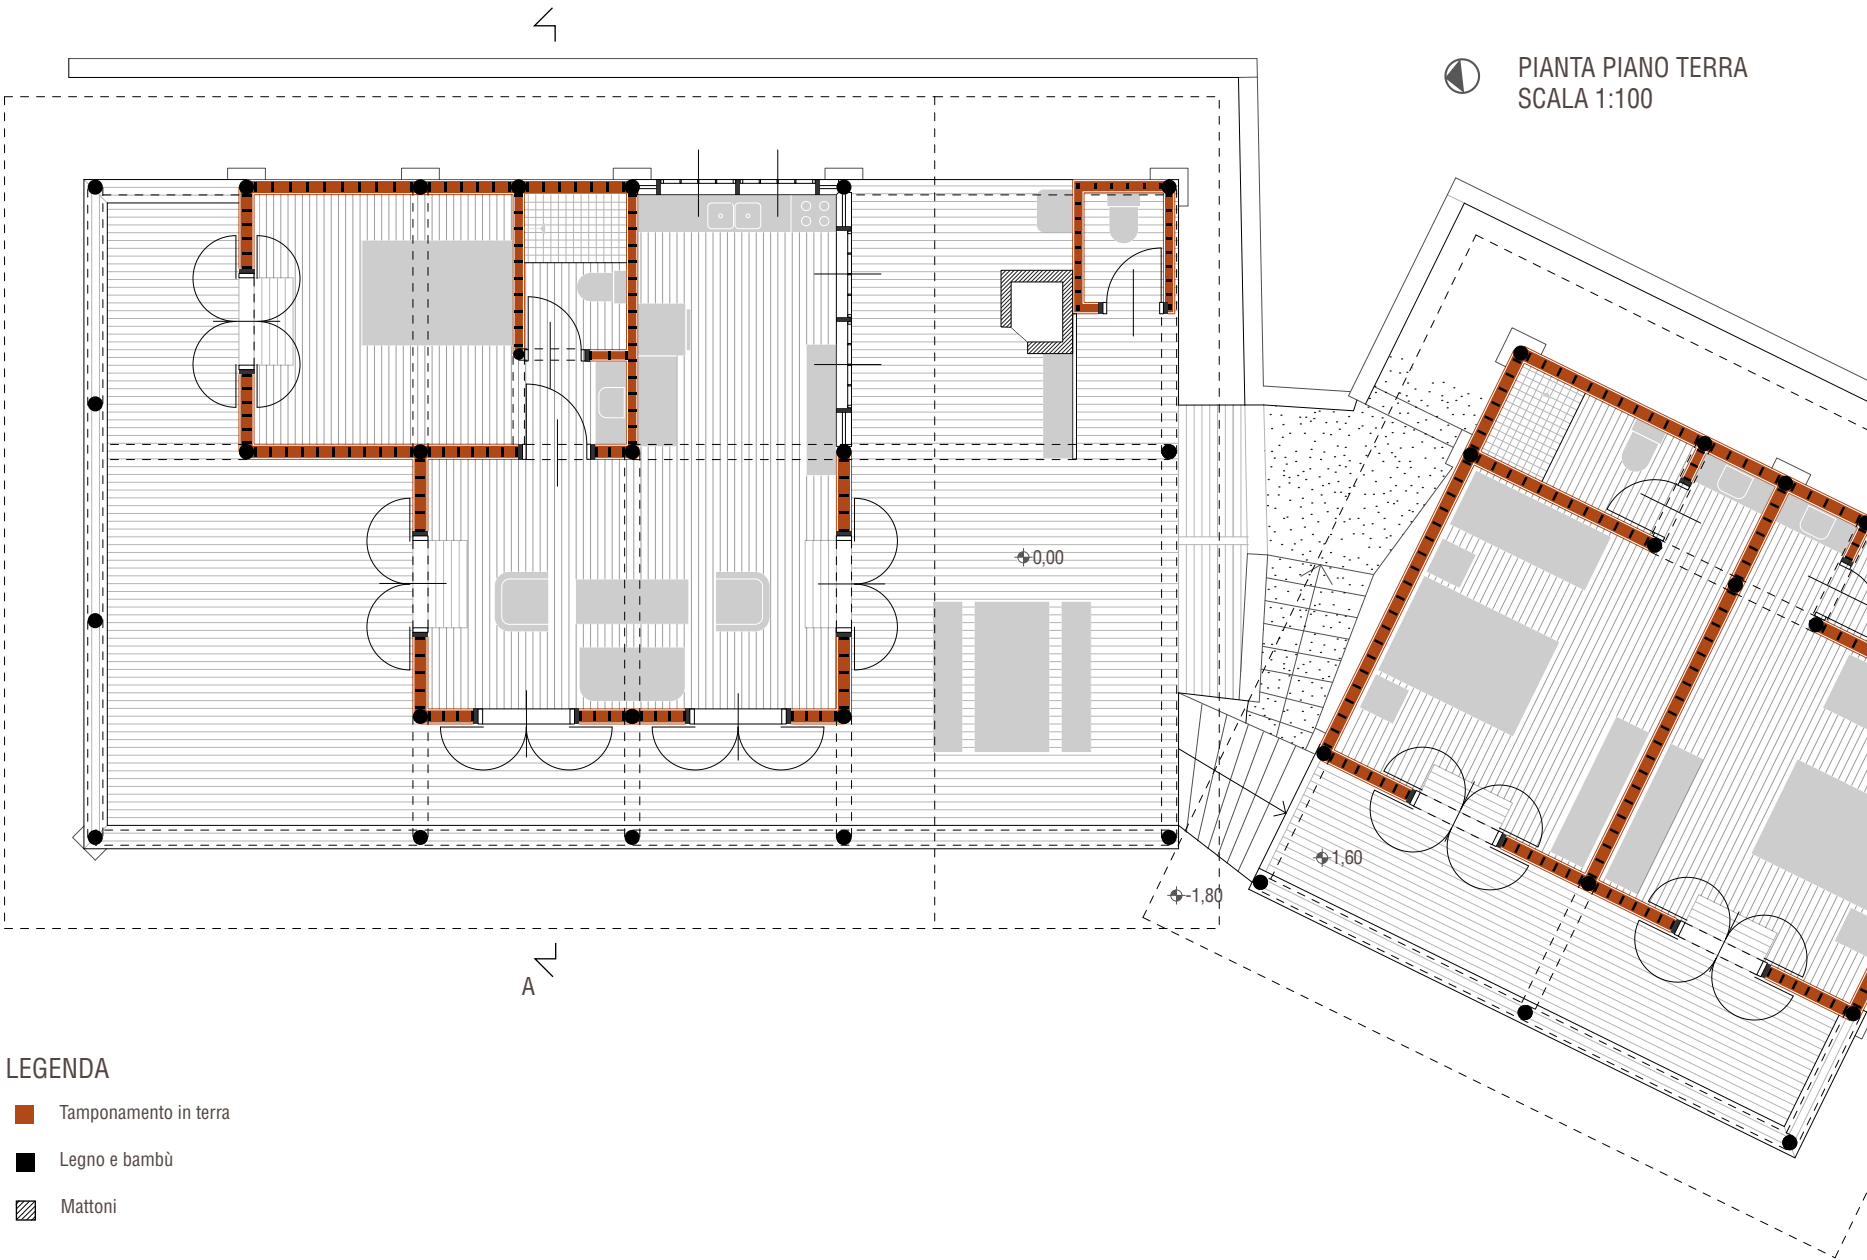 PIANTA PIANO TERRA
SCALA 1:100
0,00
1,60
-1,80
A
LEGENDA
Tamponamento in terra
Legno e bambù
Mattoni